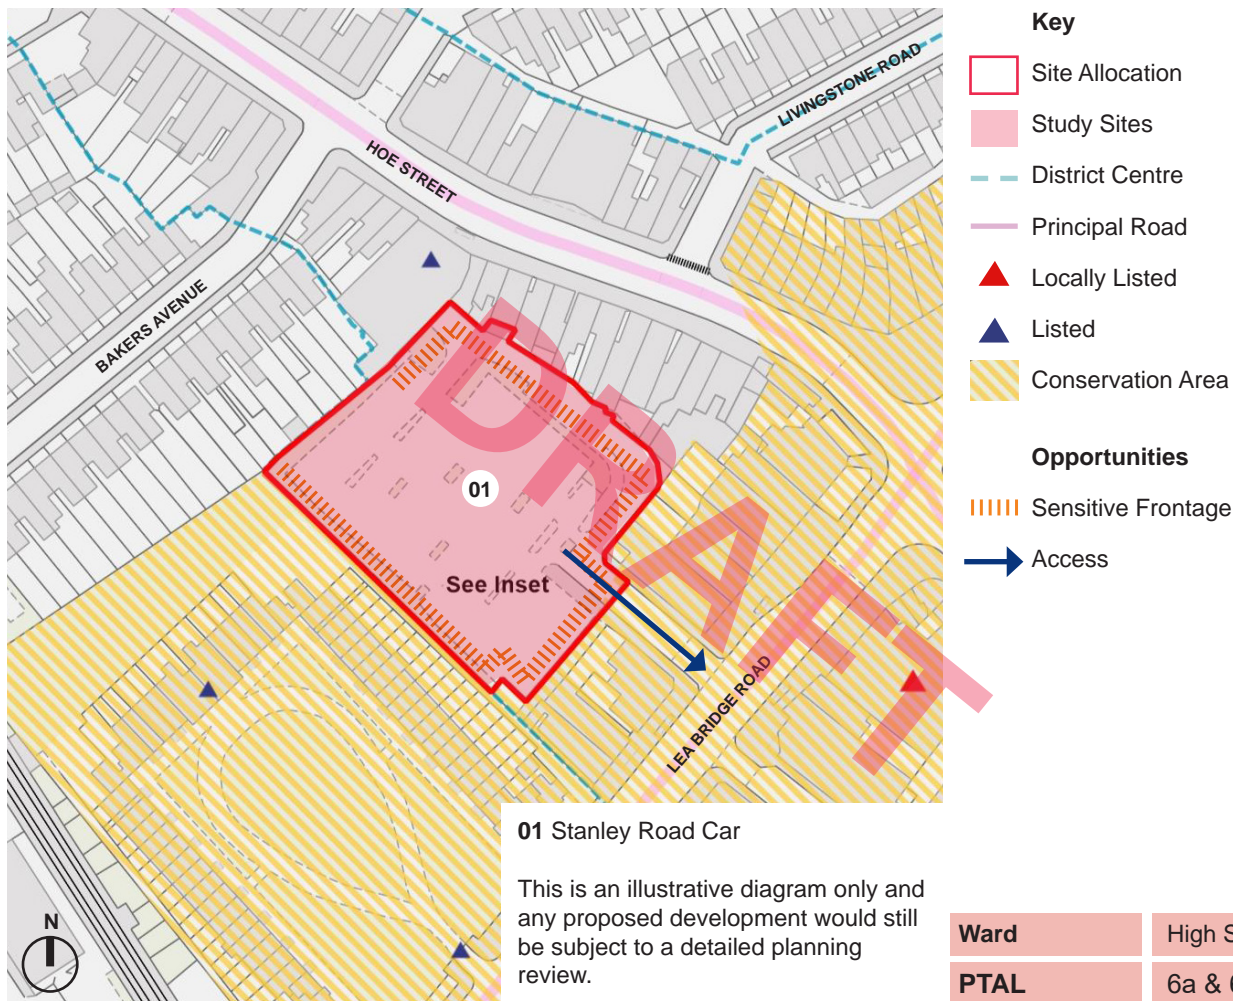 Key
Site Allocation
Study Sites
District Centre
Principal Road
Locally Listed
Listed
Conservation Area
Opportunities
Sensitive Frontage
Access
LIVINGSTONE ROAD
HOE STREET
BAKERS AVENUE
01
See Inset
DRAFT
LEA BRIDGE ROAD
N
01 Stanley Road Car
This is an illustrative diagram only and
any proposed development would still
be subject to a detailed planning
review.
Ward High S
PTAL 6a &